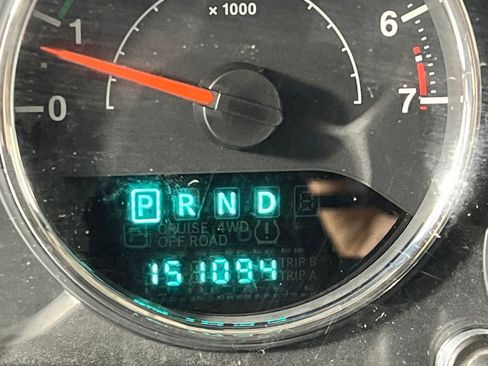 x 1000
1
6
0
7
P R N D
CRUISE 4WD
OFF ROAD
TRIP B
151094
TRIP A